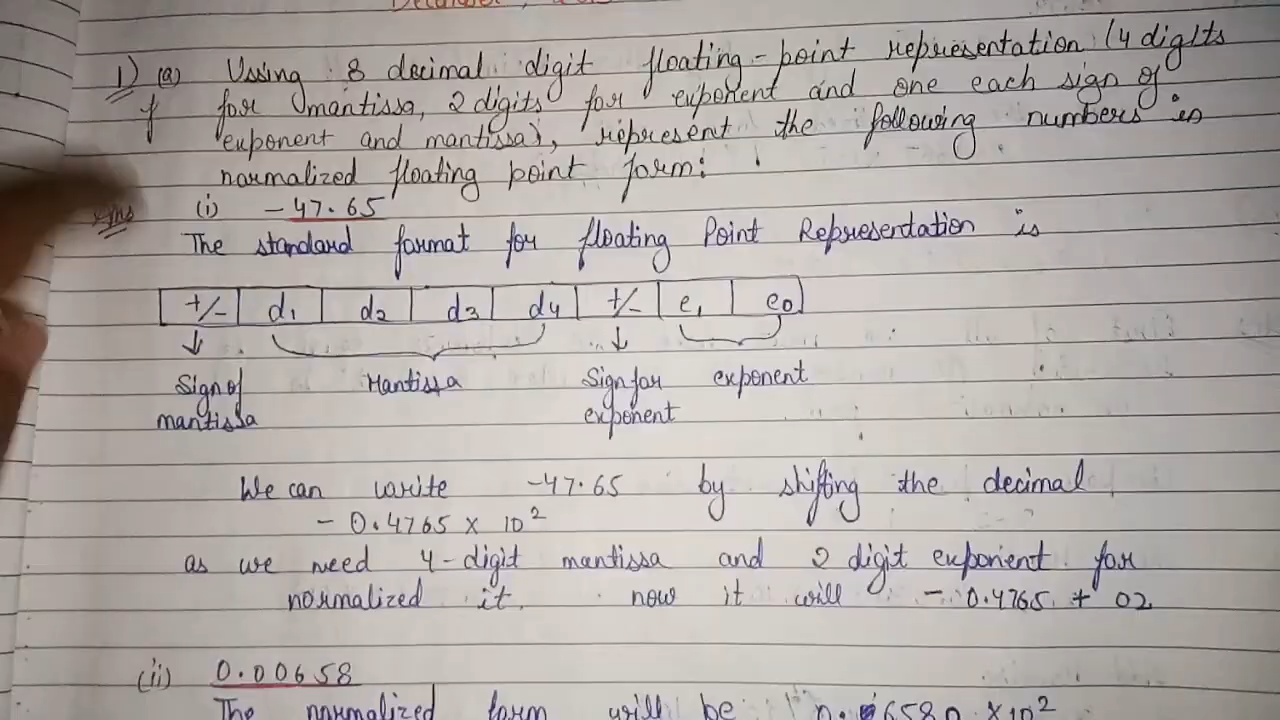 1) (a) Using 8 decimal digit floating-point representation (4 digits
for mantissa, 2 digits for exponent and one each sign of
exponent and mantissa), represent the following numbers in
normalized floating point form:
Ans (i) -47.65
The standard format for floating Point Representation is
+/- d1 d2 d3 d4 +/- e1 e0
Sign of mantissa Mantissa Sign for exponent exponent
We can write -47.65 by shifting the decimal
- 0.4765 x 10^2
as we need 4-digit mantissa and 2 digit exponent for
normalized it. now it will - 0.4765 + 02
(ii) 0.00658
The normalized form will be 0.6580 x 10^2